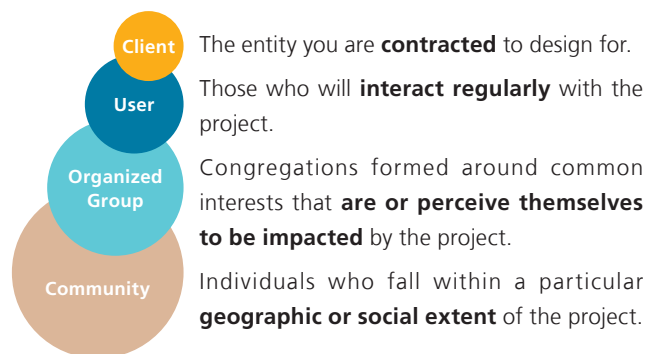 Client
The entity you are contracted to design for.
User
Those who will interact regularly with the
project.
Organized
Group
Congregations formed around common
interests that are or perceive themselves
to be impacted by the project.
Community
Individuals who fall within a particular
geographic or social extent of the project.